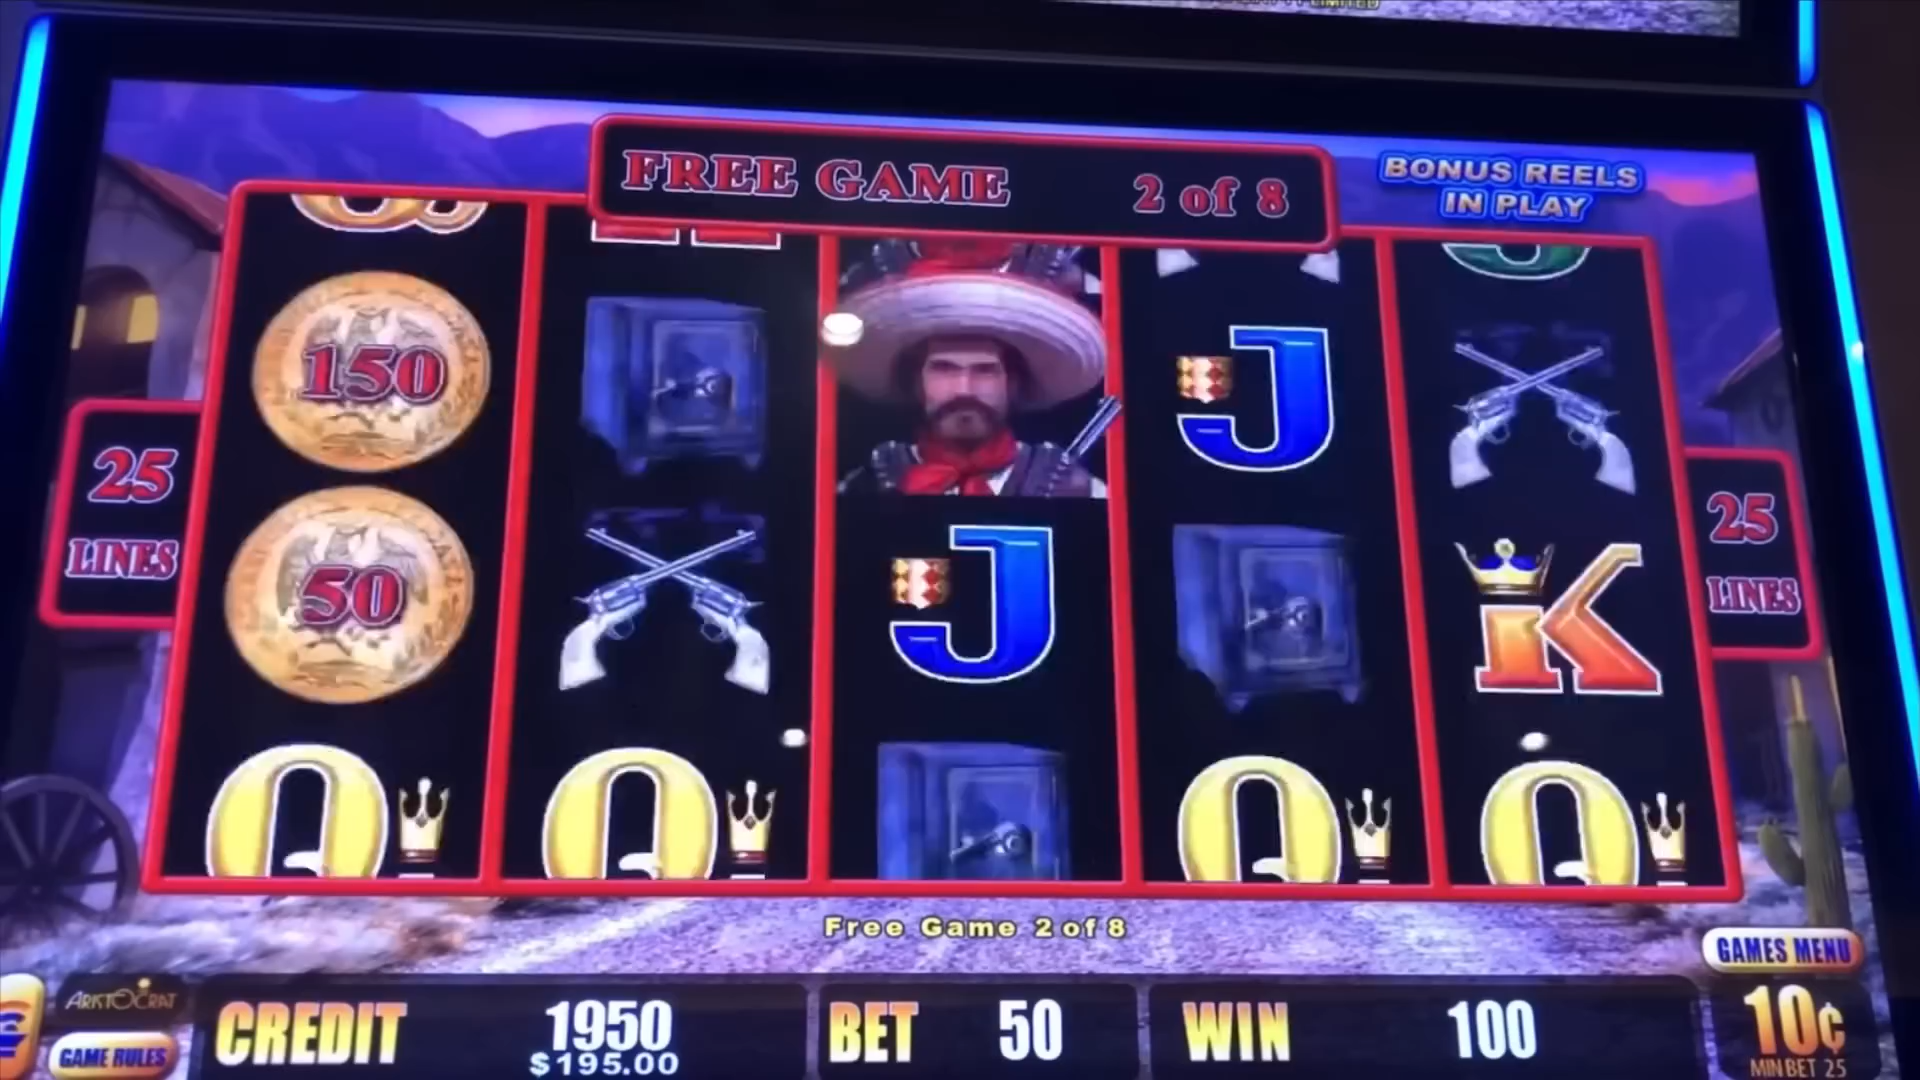 LIMITED
FREE GAME 2 of 8
BONUS REELS
IN PLAY
150
J
25
LINES
50
J
K
25
LINES
Q
Q
Q
Q
Free Game 2 of 8
GAMES MENU
ARISTOCRAT
GAME RULES
CREDIT 1950
$195.00
BET 50
WIN 100
10¢
MIN BET 25